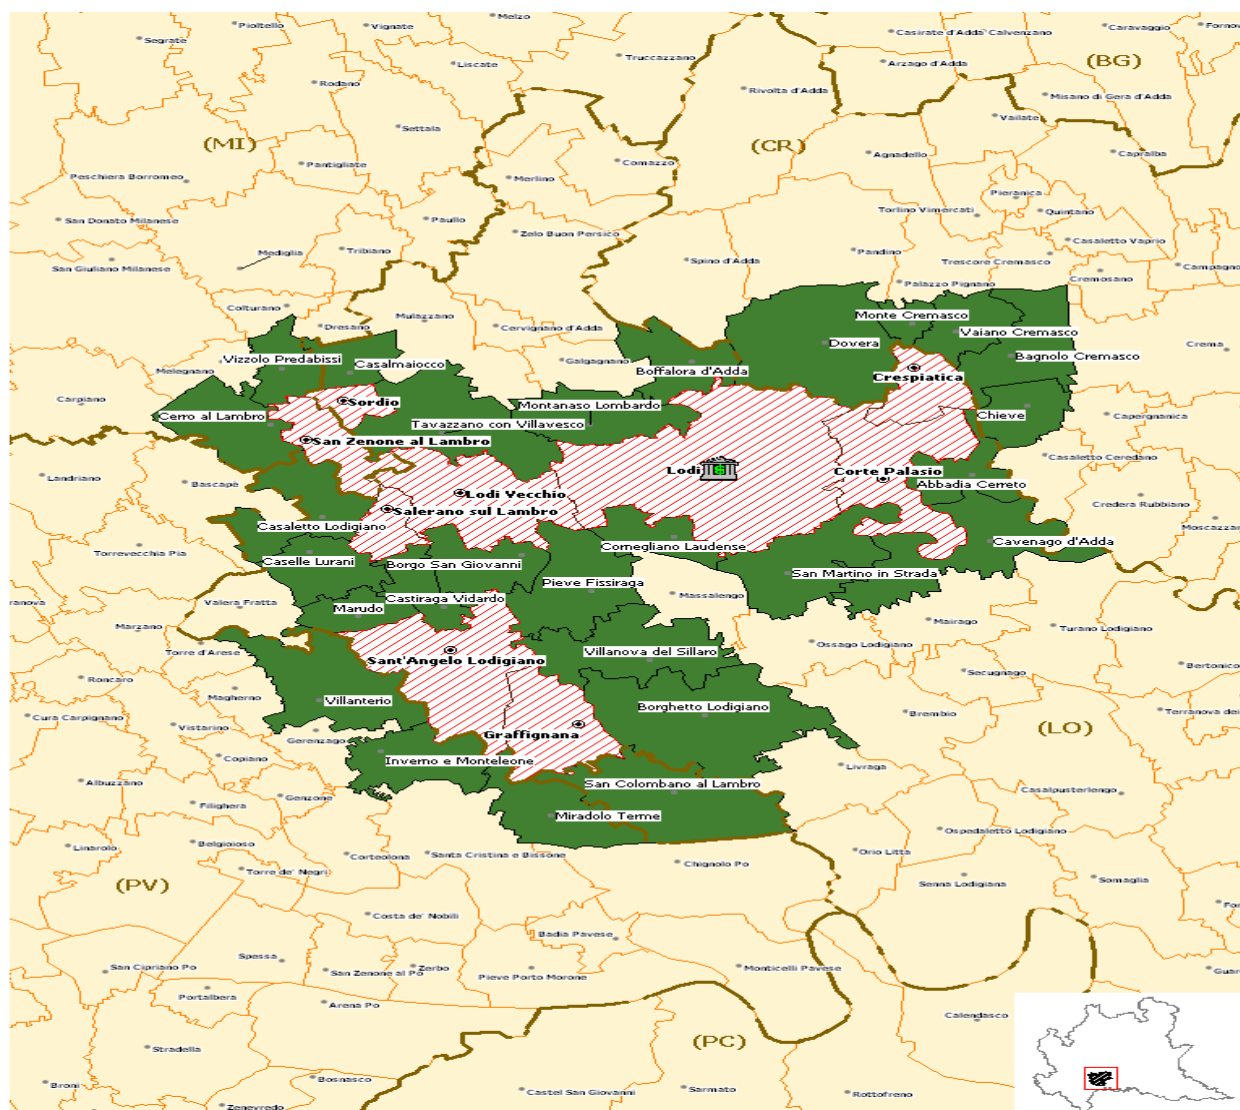 Melzo
Pioltello
Vignate
Segrate
Caravaggio
Fornov
Casirate d'Adda
Calvenzano
Truccazzano
Liscate
Arzago d'Adda
(BG)
Rodano
Rivolta d'Adda
Misano di Gera d'Adda
Vailate
Settala
(MI)
(CR)
Agnadello
Capralba
Pantigliate
Comazzo
Peschiera Borromeo
Merlino
Pieranica
San Donato Milanese
Paullo
Torlino Vimercati
Quintano
Zelo Buon Persico
Casaletto Vaprio
Mediglia
Tribiano
Pandino
San Giuliano Milanese
Spino d'Adda
Trescore Cremasco
Campagno
Cremosano
Palazzo Pignano
Colturano
Mulazzano
Monte Cremasco
Dresano
Cervignano d'Adda
Vaiano Cremasco
Dovera
Crema
Vizzolo Predabissi
Casalmaiocco
Galgagnano
Bagnolo Cremasco
Melegnano
Boffalora d'Adda
Crespiatica
Carpiano
Sordio
Montanaso Lombardo
Cerro al Lambro
Chieve
Capergnanica
Tavazzano con Villavesco
San Zenone al Lambro
Casaletto Ceredano
Lodi
$
Corte Palasio
Landriano
Bascapè
Abbadia Cerreto
Lodi Vecchio
Credera Rubbiano
Salerano sul Lambro
Casaletto Lodigiano
Moscazzan
Cavenago d'Adda
Torrevecchia Pia
Cornegliano Laudense
Caselle Lurani
Borgo San Giovanni
San Martino in Strada
Pieve Fissiraga
Massalengo
Castiraga Vidardo
ranova
Valera Fratta
Marudo
Mairago
Marzano
Turano Lodigiano
Ossago Lodigiano
Torre d'Arese
Villanova del Sillaro
Sant'Angelo Lodigiano
Bertonico
Roncaro
Secugnago
Magherno
Villanterio
Borghetto Lodigiano
Terranova dei
Cura Carpignano
Brembio
Vistarino
(LO)
Gerenzago
Graffignana
Copiano
Inverno e Monteleone
Livraga
Albuzzano
San Colombano al Lambro
Casalpusterlengo
Genzone
Filighera
Miradolo Terme
Ospedaletto Lodigiano
Belgioioso
Linarolo
Corteolona
Santa Cristina e Bissone
Orio Litta
Chignolo Po
Torre de' Negri
(PV)
Senna Lodigiana
Somaglia
For
Costa de' Nobili
Badia Pavese
Spessa
San Cipriano Po
San Zenone al Po
Zerbo
Pieve Porto Morone
Monticelli Pavese
Guar
Portalbera
Arena Po
Calendasco
(PC)
Stradella
Bosnasco
Broni
Castel San Giovanni
Sarmato
Rottofreno
Zenevredo